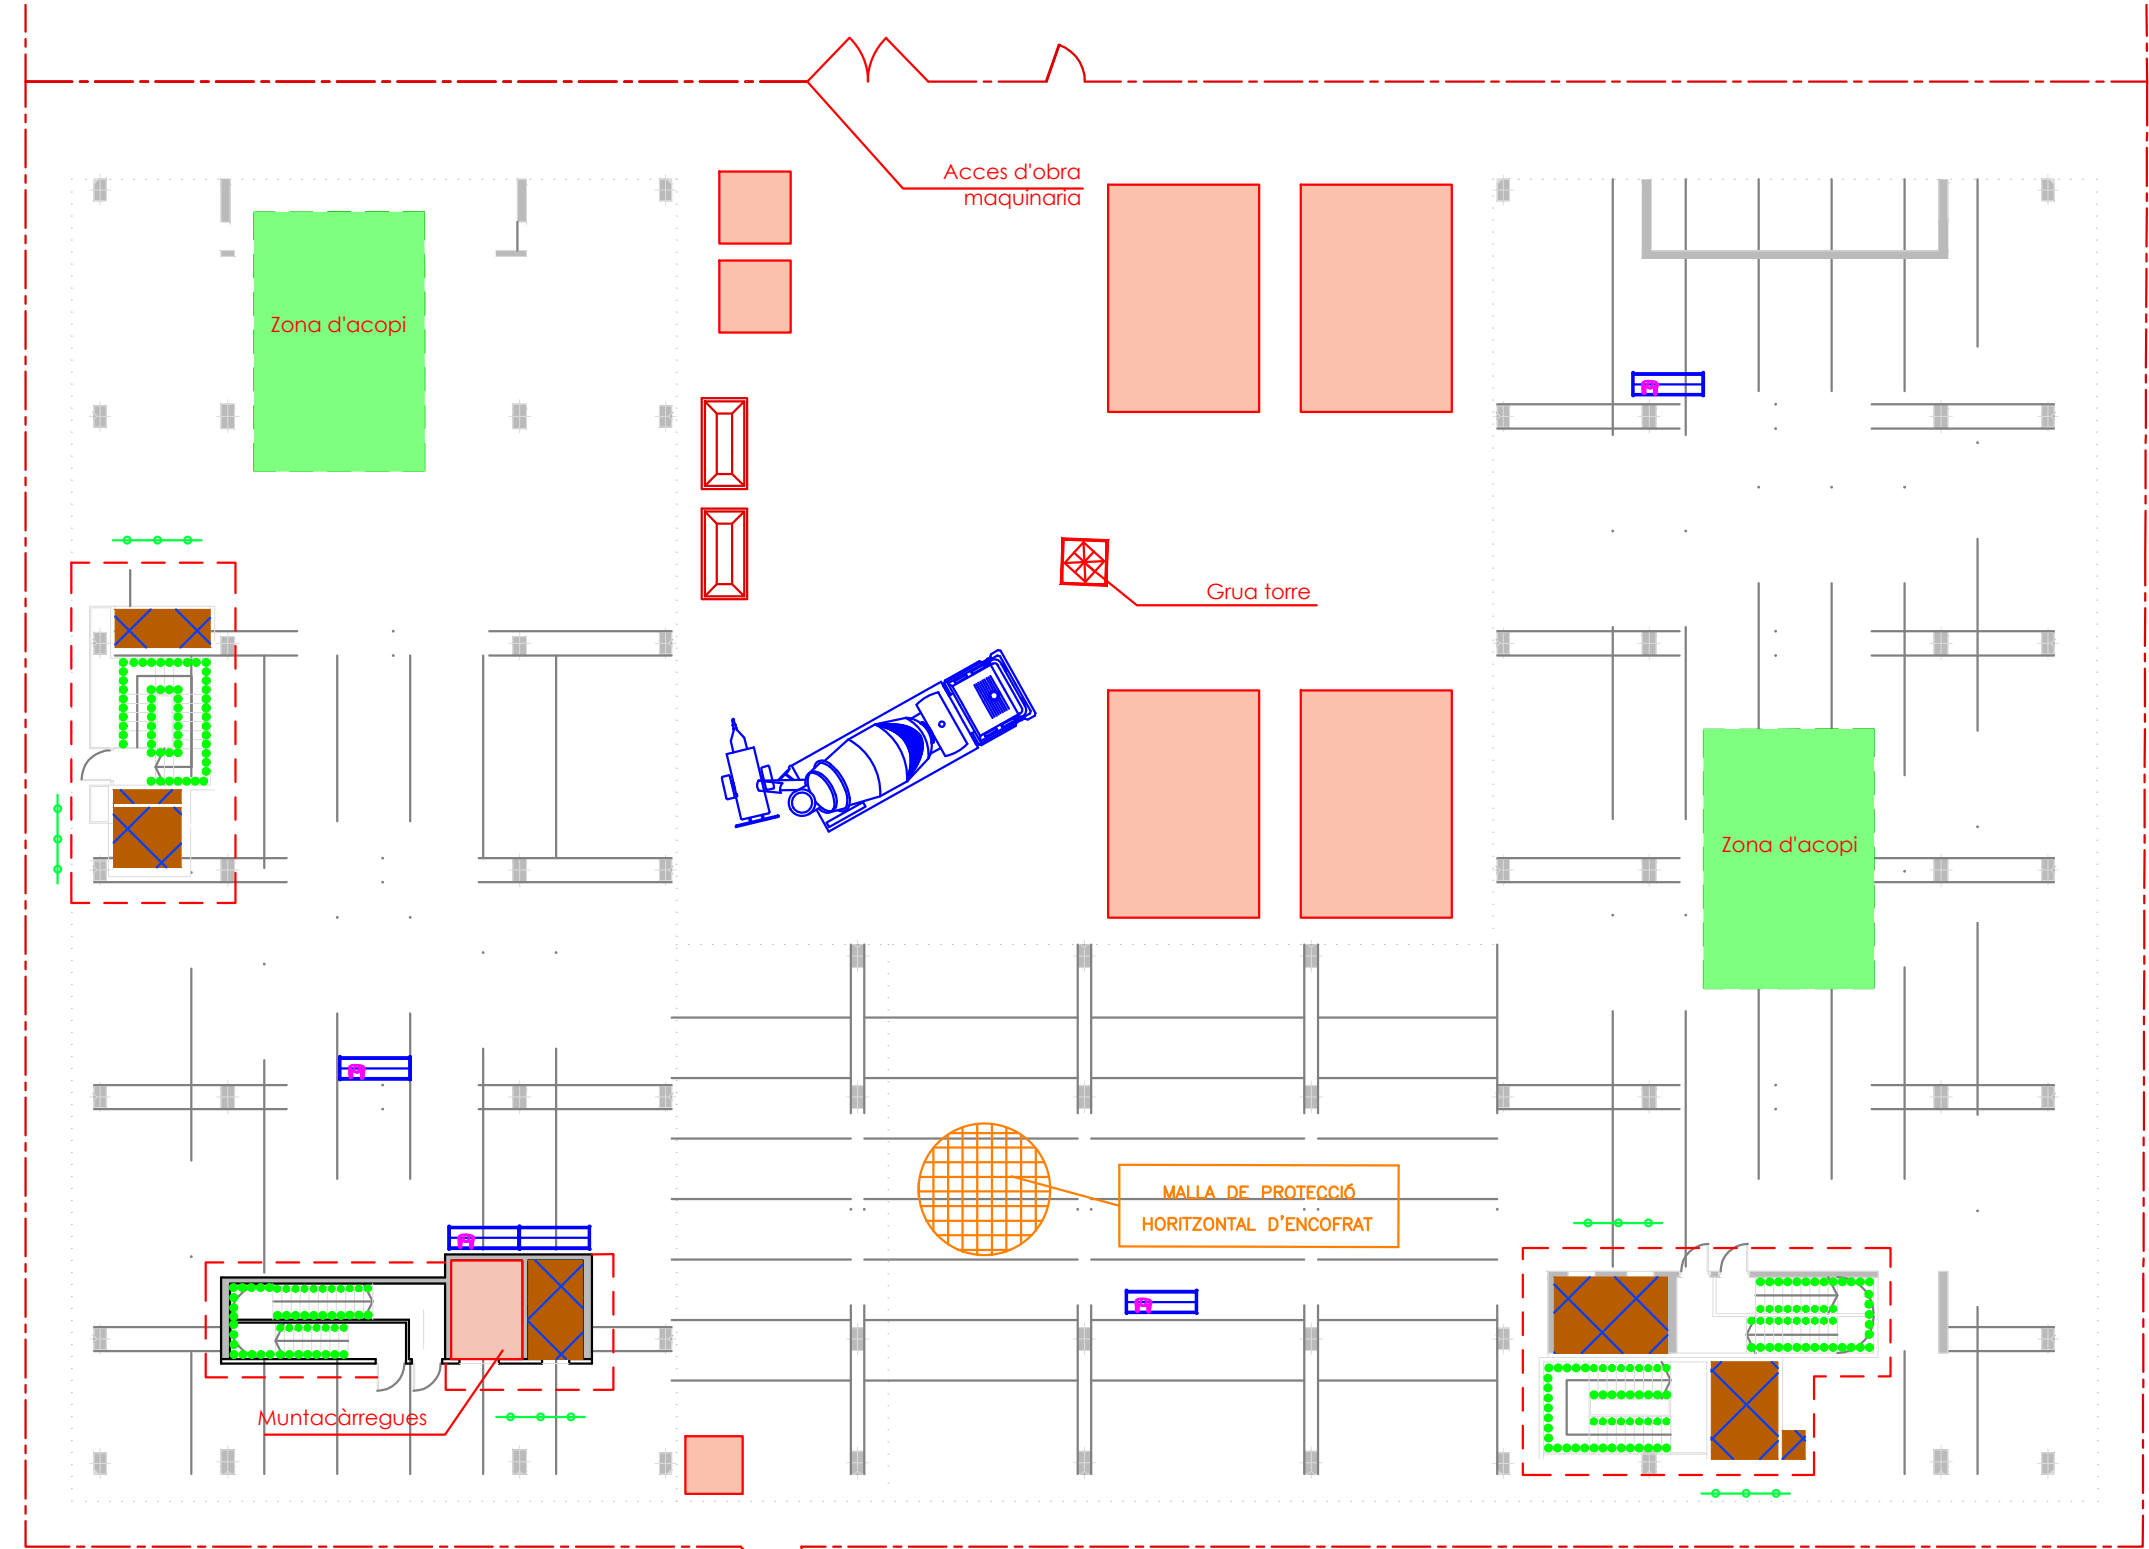 Acces d'obra
maquinaria
Zona d'acopi
Grua torre
Zona d'acopi
MALLA DE PROTECCIÓ
HORITZONTAL D'ENCOFRAT
Muntacàrregues